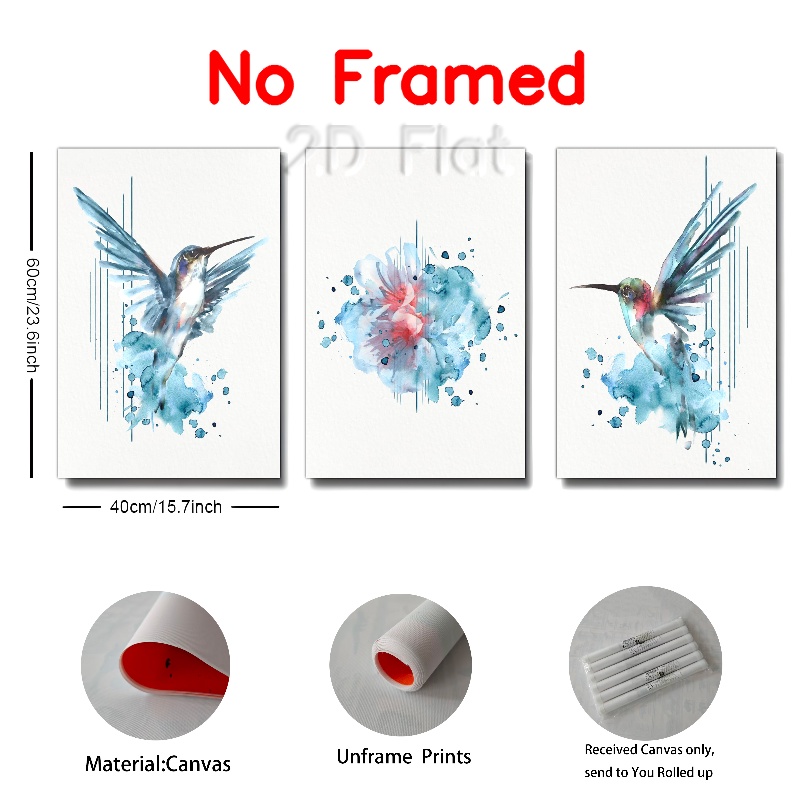 No Framed
2D Flat
60cm/23.6inch
40cm/15.7inch
Material:Canvas
Unframe Prints
Received Canvas only,
send to You Rolled up